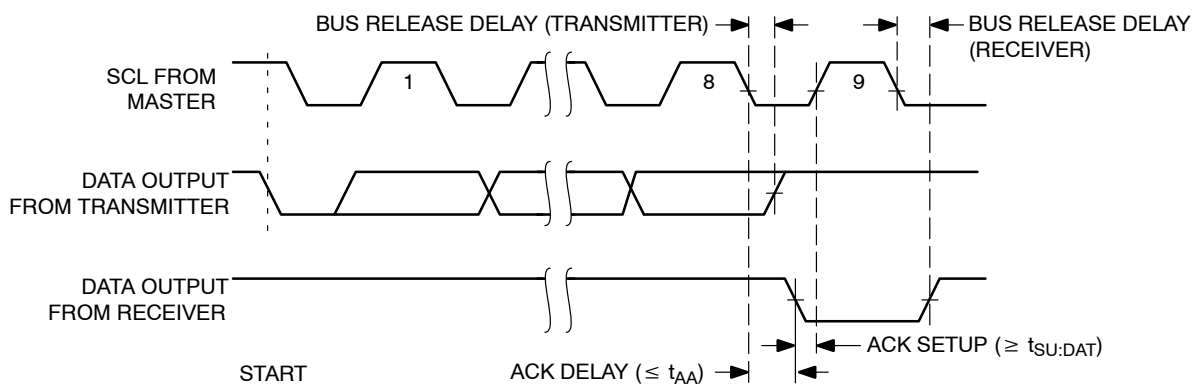 BUS RELEASE DELAY (TRANSMITTER)
BUS RELEASE DELAY
(RECEIVER)
SCL FROM
MASTER
1
8
9
DATA OUTPUT
FROM TRANSMITTER
DATA OUTPUT
FROM RECEIVER
ACK SETUP (≥ tSU:DAT)
START
ACK DELAY (≤ tAA)